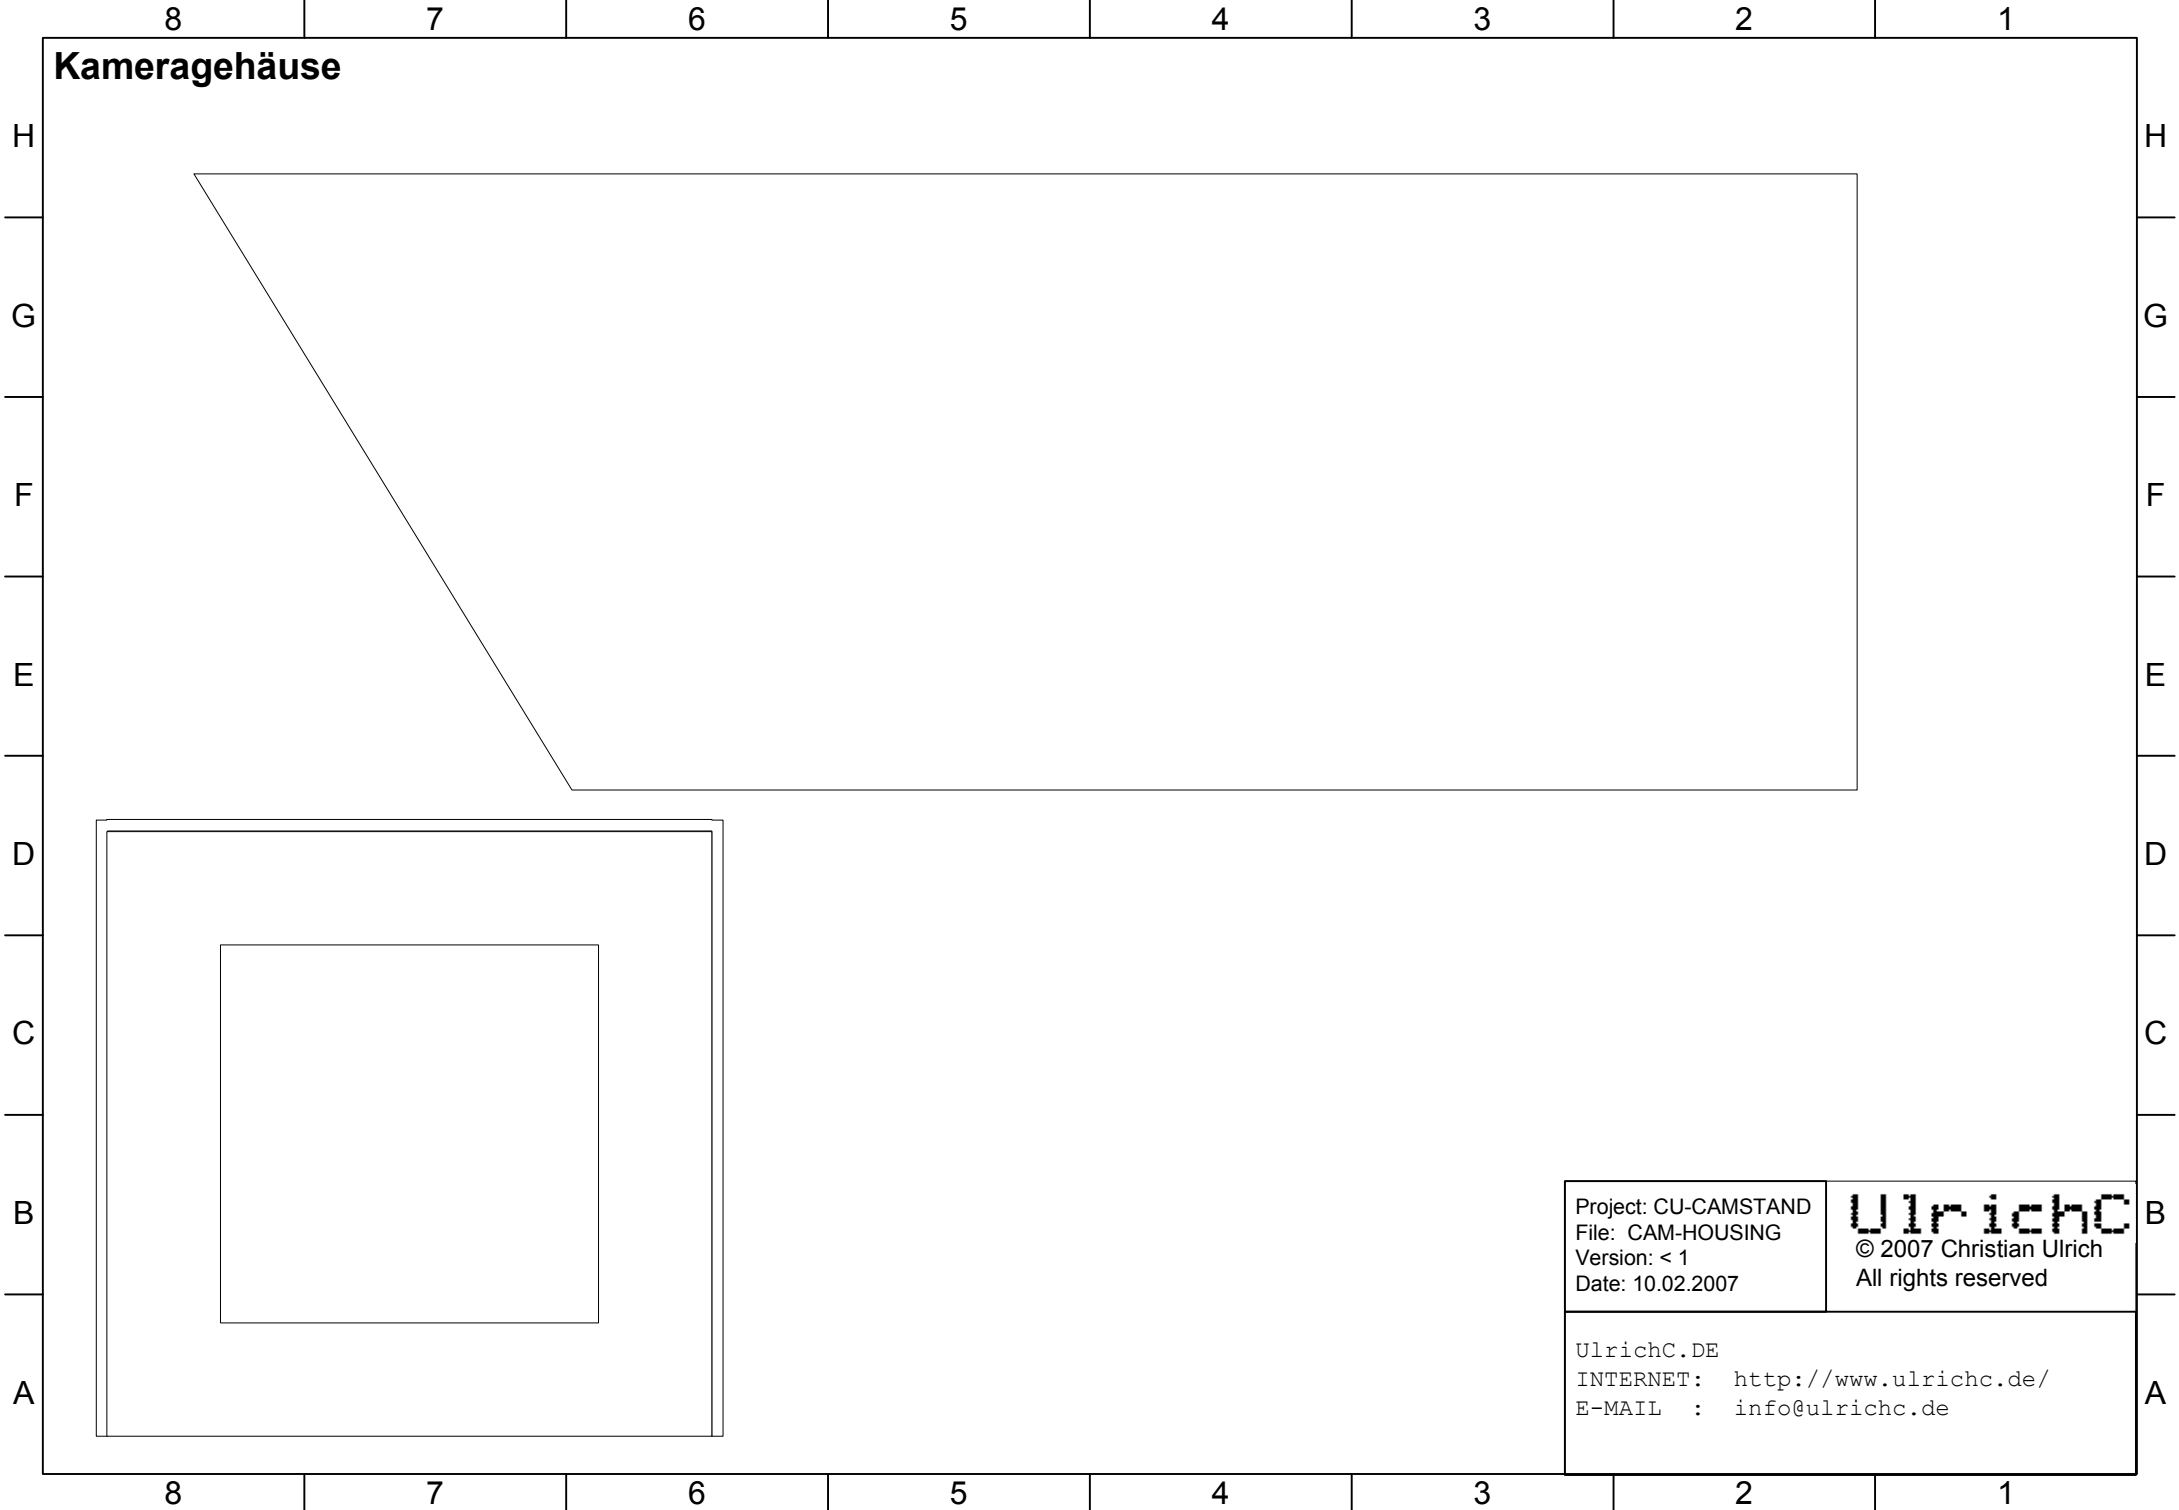 8 7 6 5 4 3 2 1
Kameragehäuse
H H
G G
F F
E E
D D
C C
B B
Project: CU-CAMSTAND
File: CAM-HOUSING
Version: < 1
Date: 10.02.2007
UlrichC
© 2007 Christian Ulrich
All rights reserved
UlrichC.DE
INTERNET: http://www.ulrichc.de/
E-MAIL : info@ulrichc.de
A A
8 7 6 5 4 3 2 1